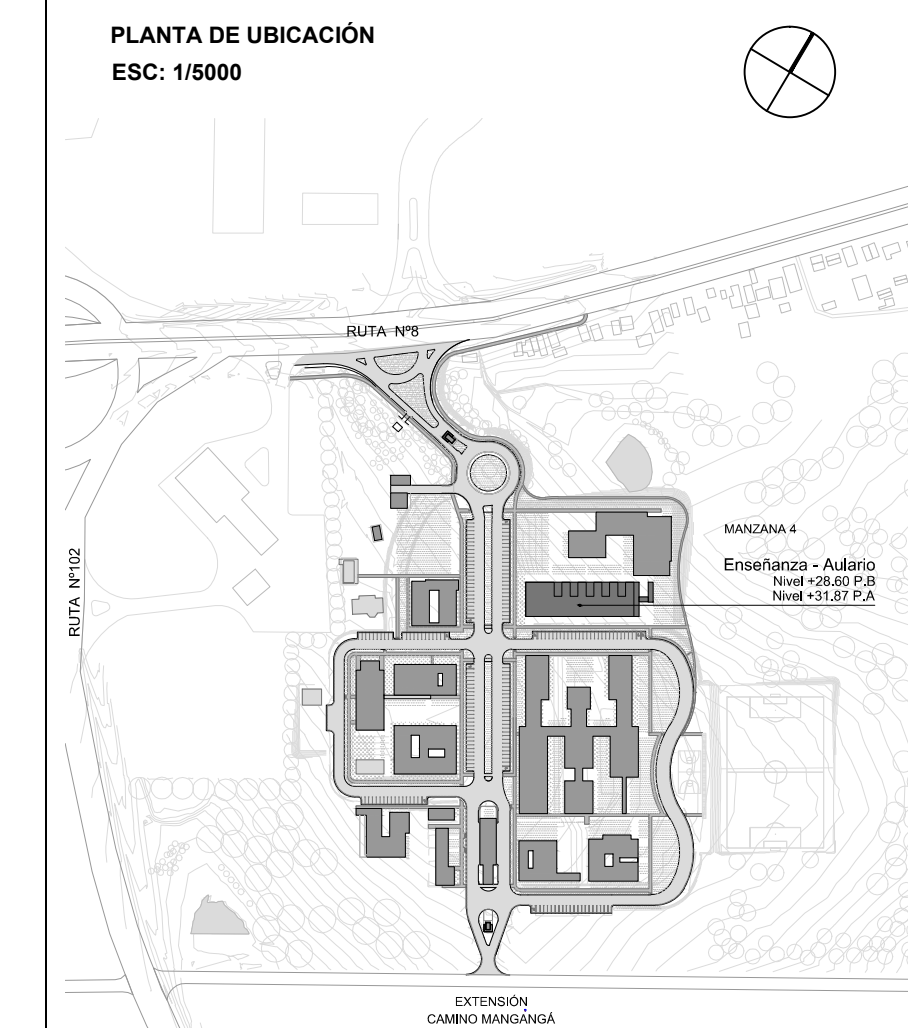 PLANTA DE UBICACIÓN
ESC: 1/5000
RUTA Nº8
MANZANA 4
Enseñanza - Aulario
Nivel +28.60 P.B
Nivel +31.87 P.A
RUTA Nº102
EXTENSIÓN
CAMINO MANGANGÁ